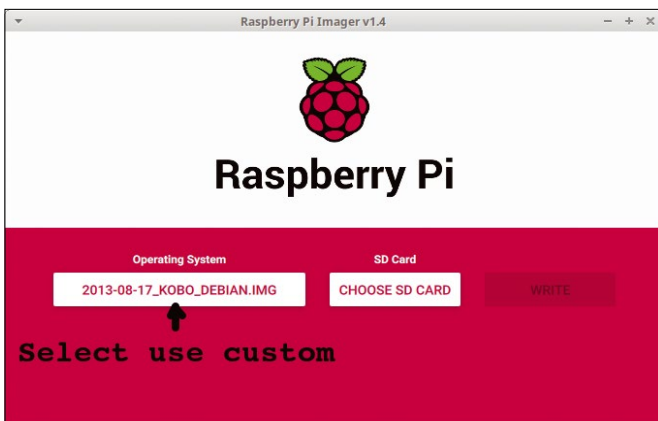 Raspberry Pi Imager v1.4
Raspberry Pi
Operating System
SD Card
2013-08-17_KOBO_DEBIAN.IMG
CHOOSE SD CARD
WRITE
Select use custom